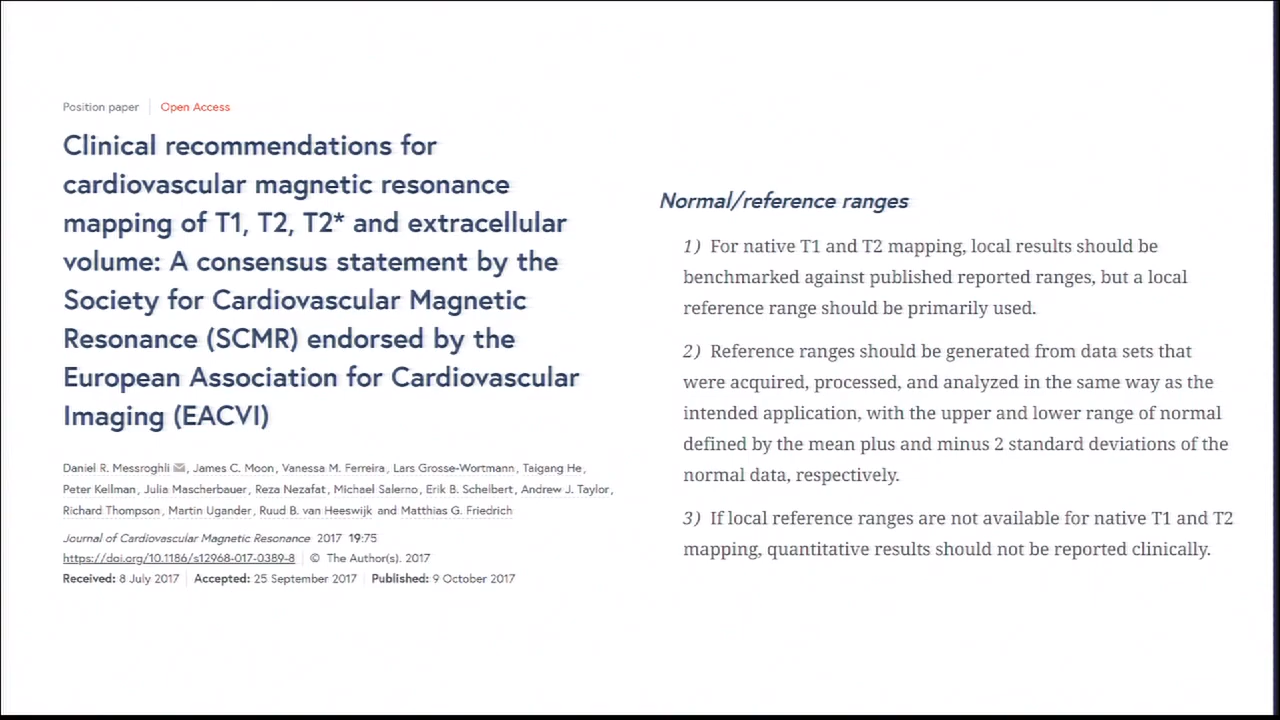 Position paper | Open Access
Clinical recommendations for
cardiovascular magnetic resonance
mapping of T1, T2, T2* and extracellular
volume: A consensus statement by the
Society for Cardiovascular Magnetic
Resonance (SCMR) endorsed by the
European Association for Cardiovascular
Imaging (EACVI)
Daniel R. Messroghli, James C. Moon, Vanessa M. Ferreira, Lars Grosse-Wortmann, Taigang He,
Peter Kellman, Julia Mascherbauer, Reza Nezafat, Michael Salerno, Erik B. Schelbert, Andrew J. Taylor,
Richard Thompson, Martin Ugander, Ruud B. van Heeswijk and Matthias G. Friedrich
Journal of Cardiovascular Magnetic Resonance 2017 19:75
https://doi.org/10.1186/s12968-017-0389-8 | © The Author(s). 2017
Received: 8 July 2017 | Accepted: 25 September 2017 | Published: 9 October 2017
Normal/reference ranges
1) For native T1 and T2 mapping, local results should be
benchmarked against published reported ranges, but a local
reference range should be primarily used.
2) Reference ranges should be generated from data sets that
were acquired, processed, and analyzed in the same way as the
intended application, with the upper and lower range of normal
defined by the mean plus and minus 2 standard deviations of the
normal data, respectively.
3) If local reference ranges are not available for native T1 and T2
mapping, quantitative results should not be reported clinically.